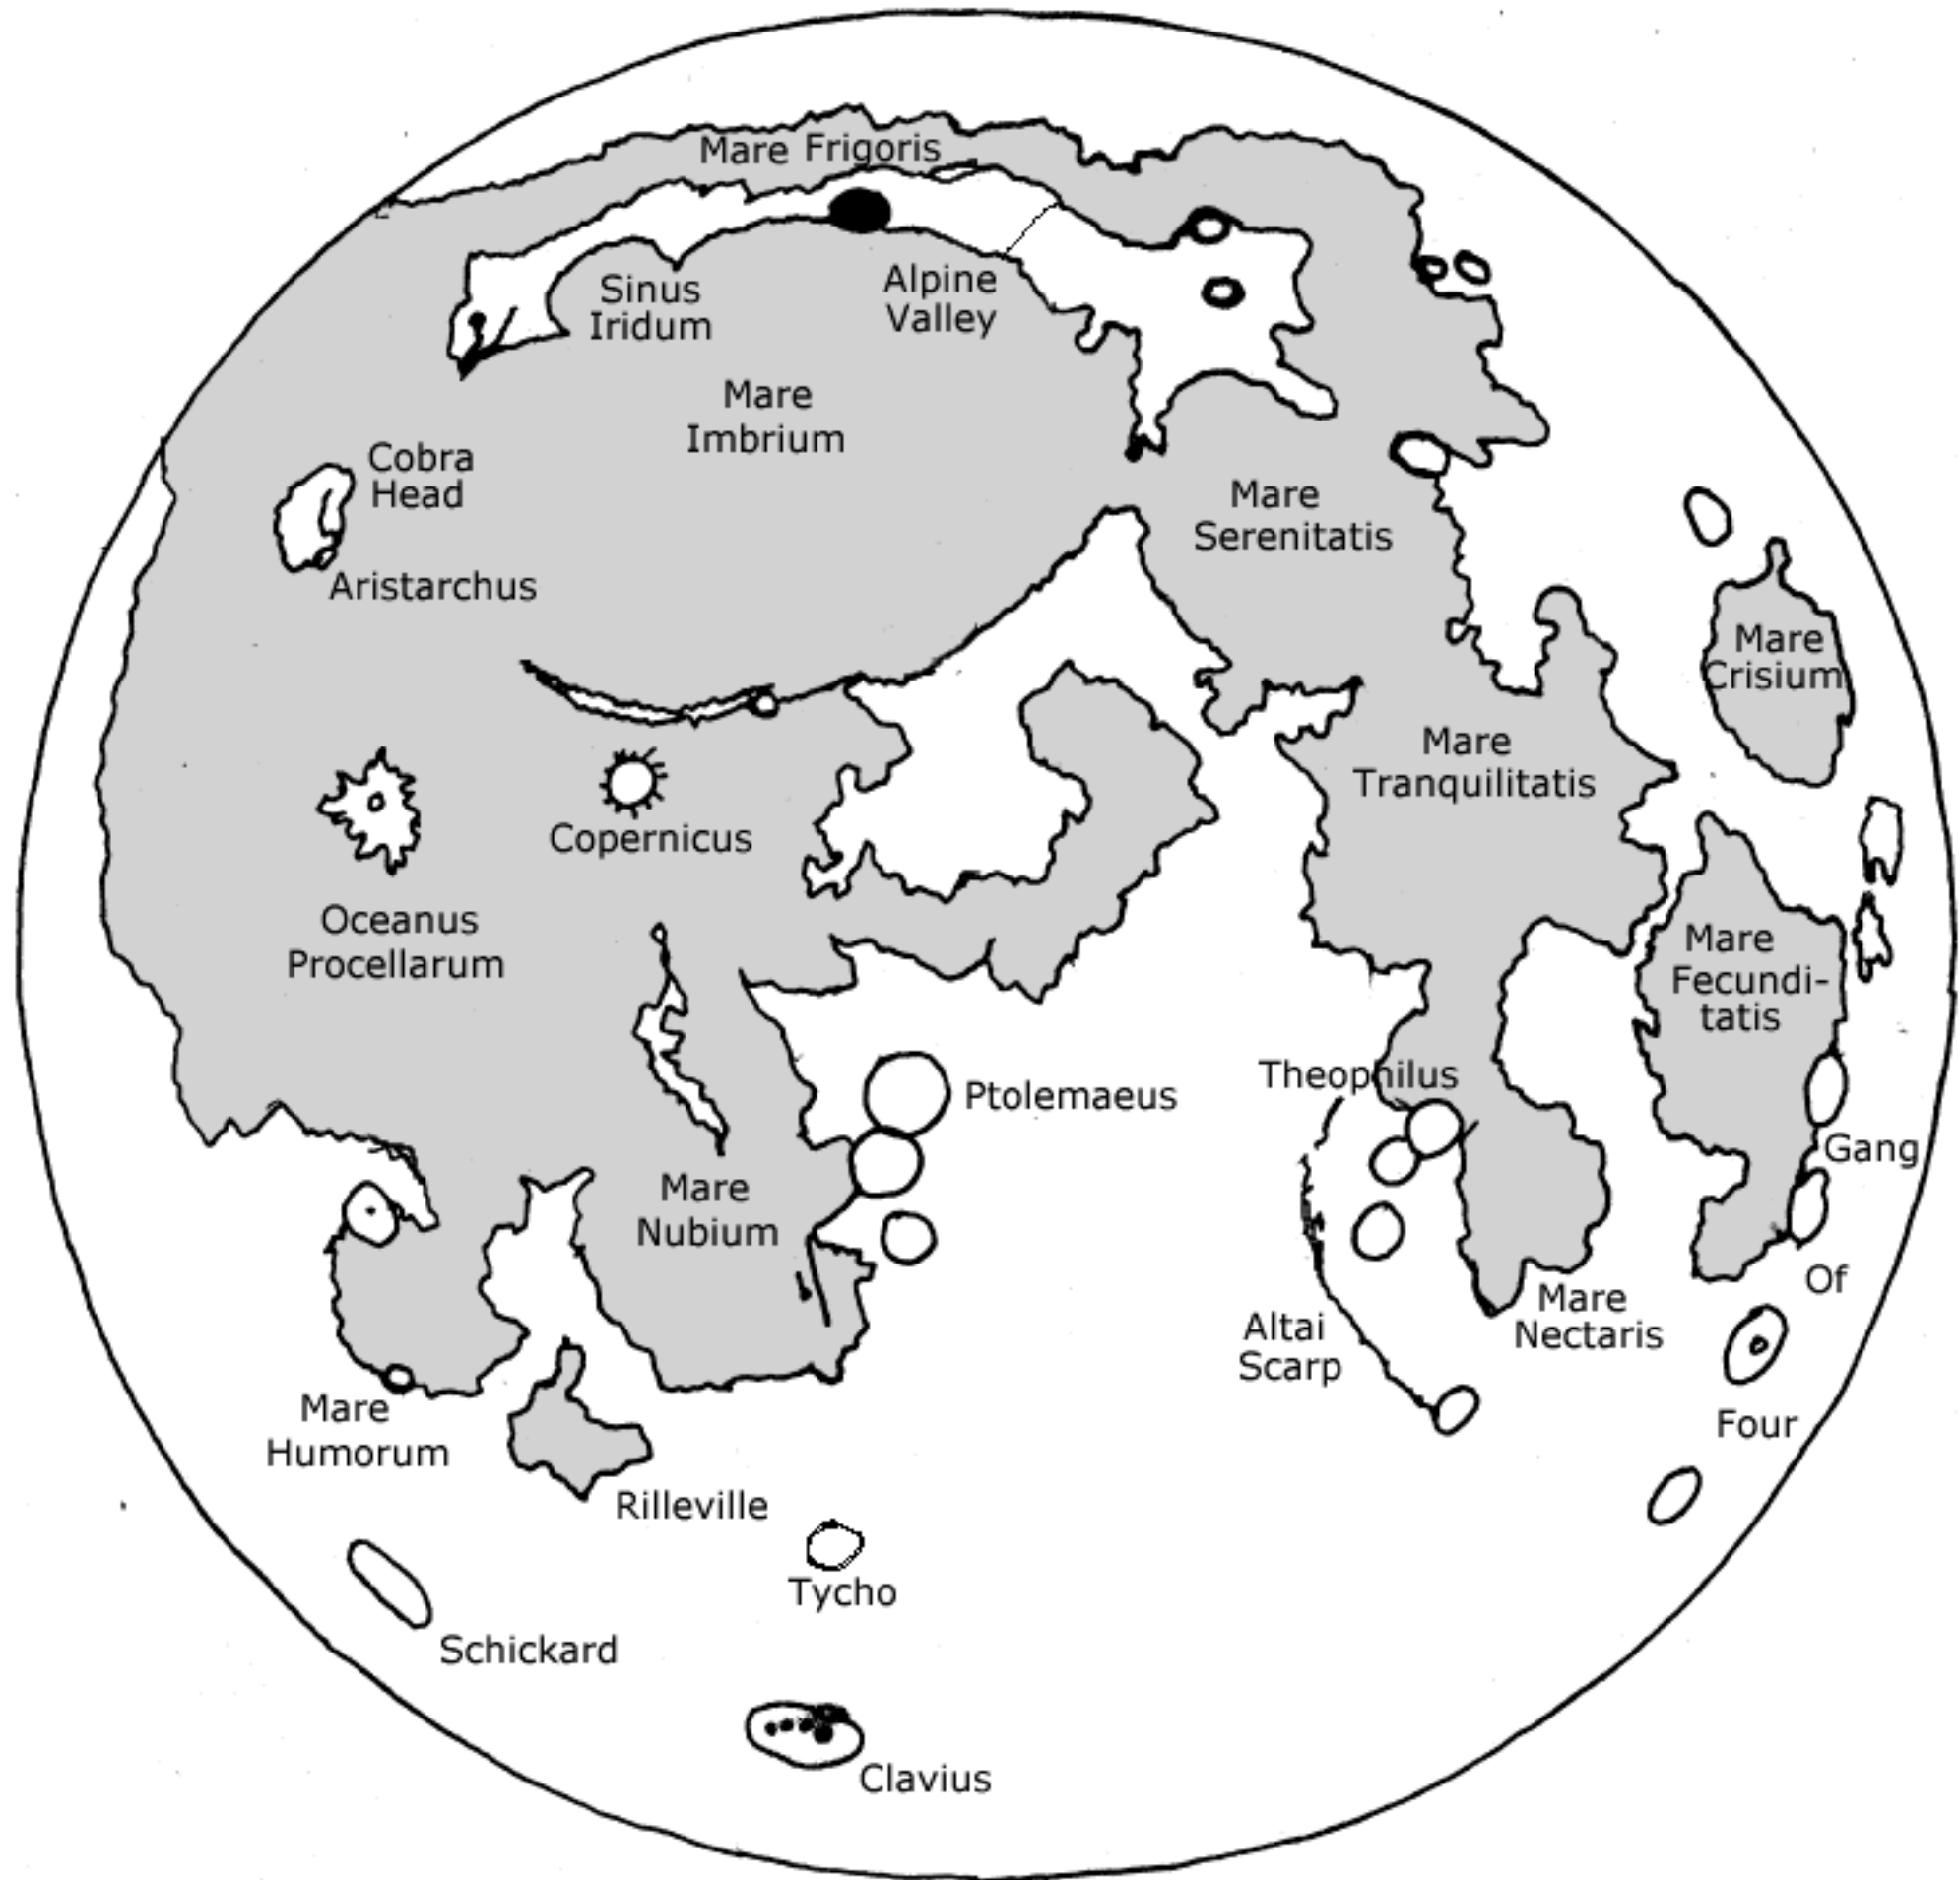 Mare Frigoris
Sinus
Iridum
Alpine
Valley
Mare
Imbrium
Cobra
Head
Aristarchus
Mare
Serenitatis
Mare
Crisium
Mare
Tranquilitatis
Copernicus
Oceanus
Procellarum
Mare
Fecundi-
tatis
Theophilus
Ptolemaeus
Gang
Of
Four
Mare
Nubium
Mare
Nectaris
Altai
Scarp
Mare
Humorum
Rilleville
Tycho
Schickard
Clavius